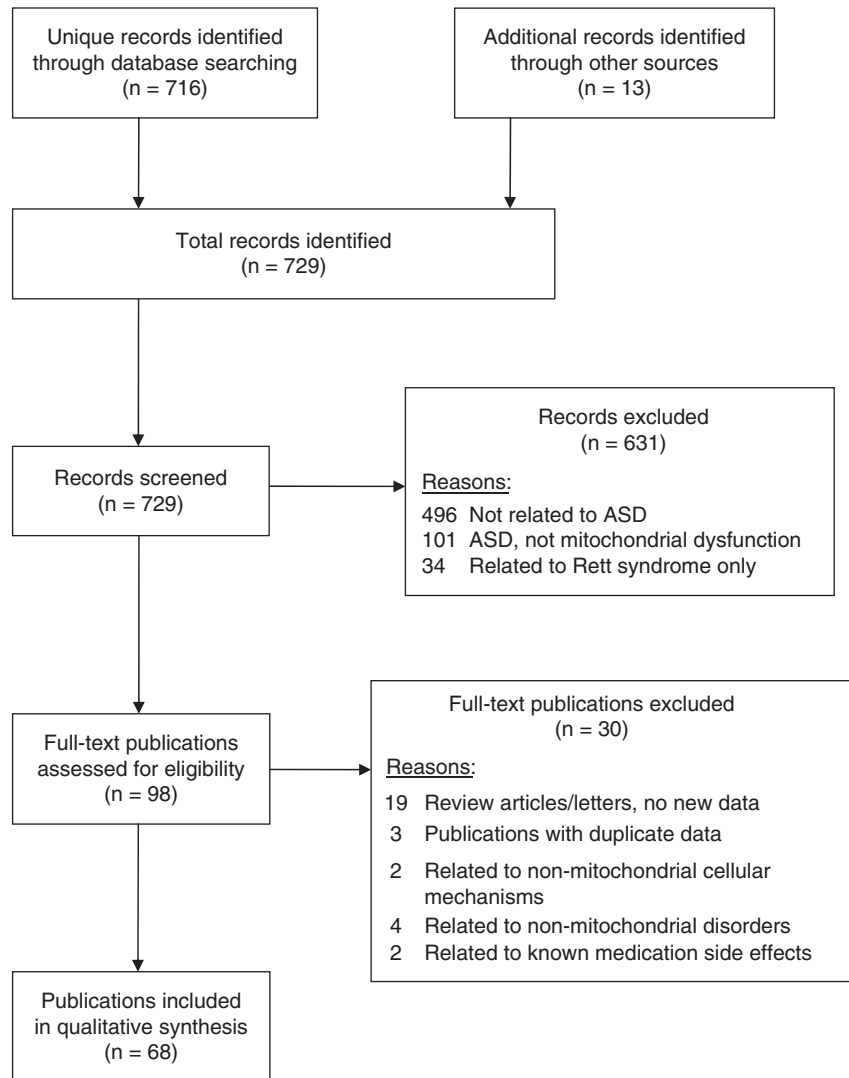 Unique records identified
through database searching
(n = 716)
Additional records identified
through other sources
(n = 13)
Total records identified
(n = 729)
Records screened
(n = 729)
Records excluded
(n = 631)
Reasons:
496 Not related to ASD
101 ASD, not mitochondrial dysfunction
34 Related to Rett syndrome only
Full-text publications
assessed for eligibility
(n = 98)
Full-text publications excluded
(n = 30)
Reasons:
19 Review articles/letters, no new data
3 Publications with duplicate data
2 Related to non-mitochondrial cellular
mechanisms
4 Related to non-mitochondrial disorders
2 Related to known medication side effects
Publications included
in qualitative synthesis
(n = 68)